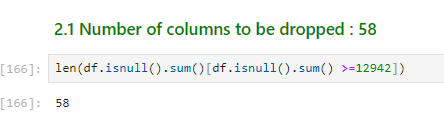 2.1 Number of columns to be dropped : 58
[166]: len(df.isnull().sum()[df.isnull().sum() >=12942])
[166]: 58